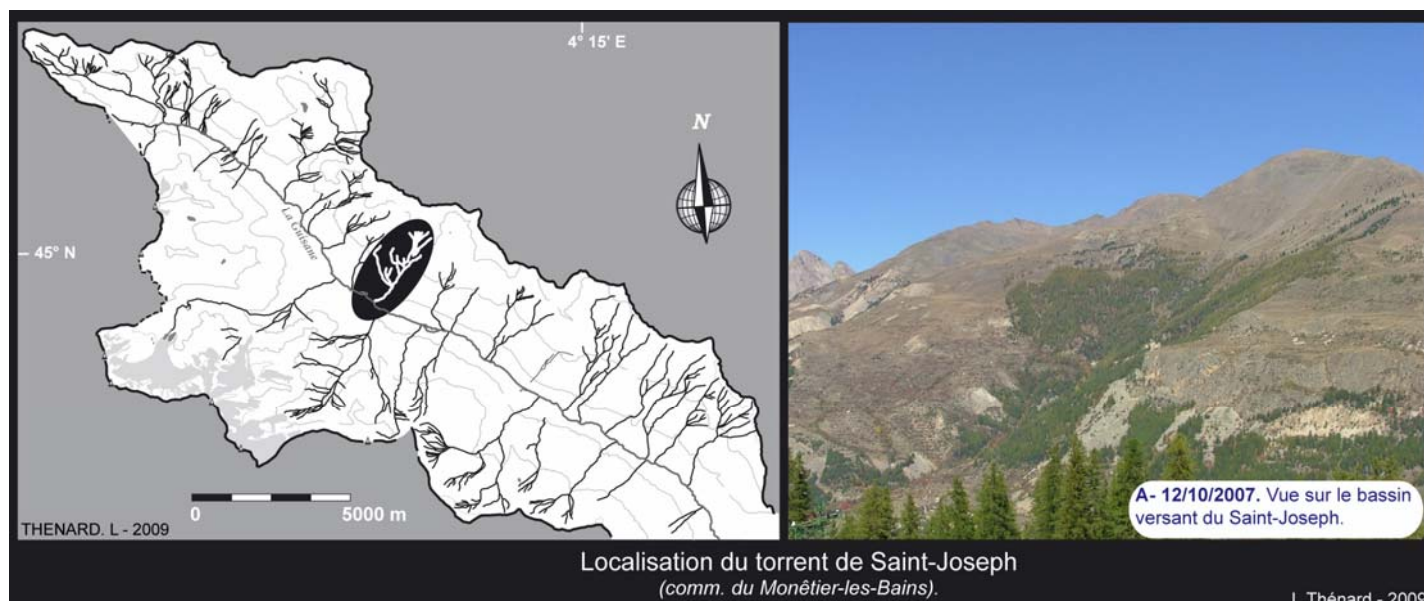 4° 15' E
N
45° N
La Guisane
0 5000 m
THENARD. L - 2009
A- 12/10/2007. Vue sur le bassin
versant du Saint-Joseph.
Localisation du torrent de Saint-Joseph
(comm. du Monêtier-les-Bains).
L Thénard - 2009